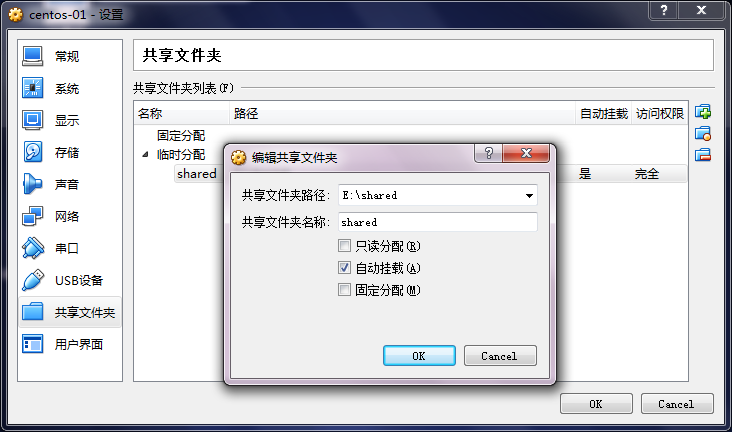 centos-01 - 设置
常规
系统
显示
存储
声音
网络
串口
USB设备
共享文件夹
用户界面
共享文件夹
共享文件夹列表(F)
名称 路径 自动挂载 访问权限
固定分配
临时分配
shared 是 完全
编辑共享文件夹
共享文件夹路径: E:\shared
共享文件夹名称: shared
只读分配(R)
自动挂载(A)
固定分配(M)
OK Cancel
OK Cancel